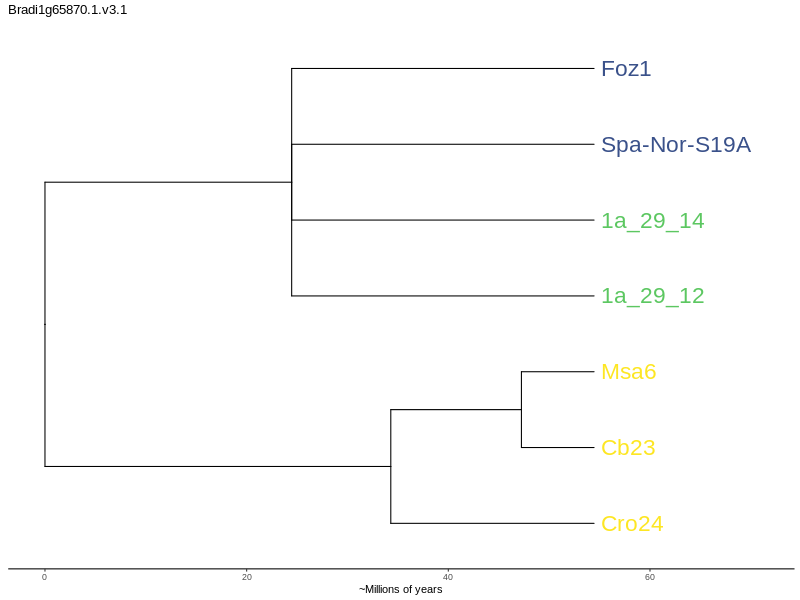 Bradi1g65870.1.v3.1
Foz1
Spa-Nor-S19A
1a_29_14
1a_29_12
Msa6
Cb23
Cro24
0 20 40 60
~Millions of years